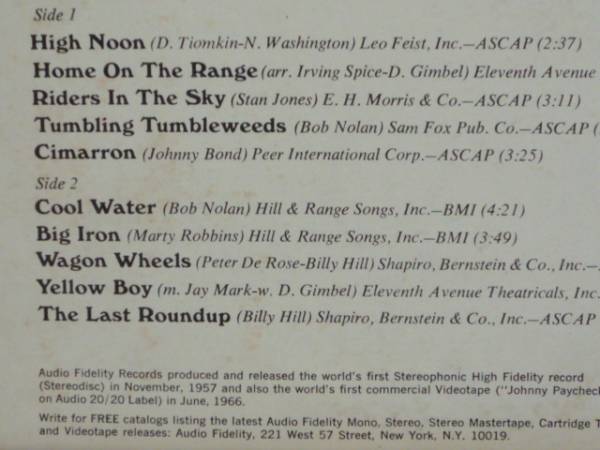 Side 1
High Noon (D. Tiomkin-N. Washington) Leo Feist, Inc.—ASCAP (2:37)
Home On The Range (arr. Irving Spice-D. Gimbel) Eleventh Avenue
Riders In The Sky (Stan Jones) E. H. Morris & Co.—ASCAP (3:11)
Tumbling Tumbleweeds (Bob Nolan) Sam Fox Pub. Co.—ASCAP (
Cimarron (Johnny Bond) Peer International Corp.—ASCAP (3:25)
Side 2
Cool Water (Bob Nolan) Hill & Range Songs, Inc.—BMI (4:21)
Big Iron (Marty Robbins) Hill & Range Songs, Inc.—BMI (3:49)
Wagon Wheels (Peter De Rose-Billy Hill) Shapiro, Bernstein & Co., Inc.—
Yellow Boy (m. Jay Mark-w. D. Gimbel) Eleventh Avenue Theatricals, Inc.
The Last Roundup (Billy Hill) Shapiro, Bernstein & Co., Inc.—ASCAP
Audio Fidelity Records produced and released the world's first Stereophonic High Fidelity record
(Stereodisc) in November, 1957 and also the world's first commercial Videotape ("Johnny Paycheck
on Audio 20/20 Label) in June, 1966.
Write for FREE catalogs listing the latest Audio Fidelity Mono, Stereo, Stereo Mastertape, Cartridge T
and Videotape releases: Audio Fidelity, 221 West 57 Street, New York, N.Y. 10019.